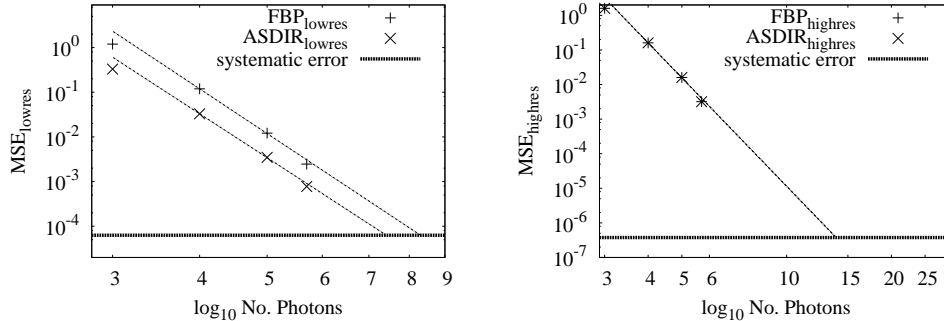 FBP_lowres
ASDIR_lowres
systematic error
10^0
10^-1
10^-2
10^-3
10^-4
MSE_lowres
3 4 5 6 7 8 9
log_10 No. Photons
FBP_highres
ASDIR_highres
systematic error
10^0
10^-1
10^-2
10^-3
10^-4
10^-5
10^-6
10^-7
MSE_highres
3 4 5 6 10 15 20 25
log_10 No. Photons